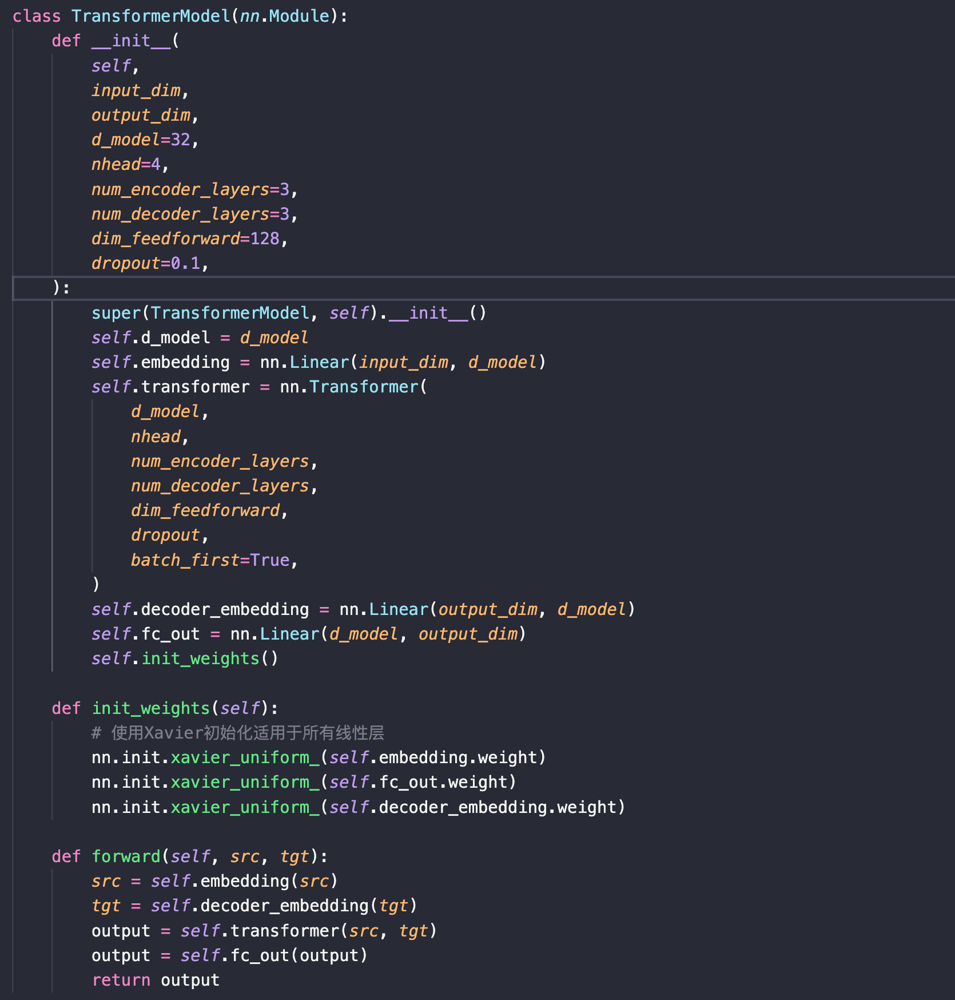 class TransformerModel(nn.Module):
    def __init__(
        self,
        input_dim,
        output_dim,
        d_model=32,
        nhead=4,
        num_encoder_layers=3,
        num_decoder_layers=3,
        dim_feedforward=128,
        dropout=0.1,
    ):
        super(TransformerModel, self).__init__()
        self.d_model = d_model
        self.embedding = nn.Linear(input_dim, d_model)
        self.transformer = nn.Transformer(
            d_model,
            nhead,
            num_encoder_layers,
            num_decoder_layers,
            dim_feedforward,
            dropout,
            batch_first=True,
        )
        self.decoder_embedding = nn.Linear(output_dim, d_model)
        self.fc_out = nn.Linear(d_model, output_dim)
        self.init_weights()

    def init_weights(self):
        # 使用Xavier初始化适用于所有线性层
        nn.init.xavier_uniform_(self.embedding.weight)
        nn.init.xavier_uniform_(self.fc_out.weight)
        nn.init.xavier_uniform_(self.decoder_embedding.weight)

    def forward(self, src, tgt):
        src = self.embedding(src)
        tgt = self.decoder_embedding(tgt)
        output = self.transformer(src, tgt)
        output = self.fc_out(output)
        return output